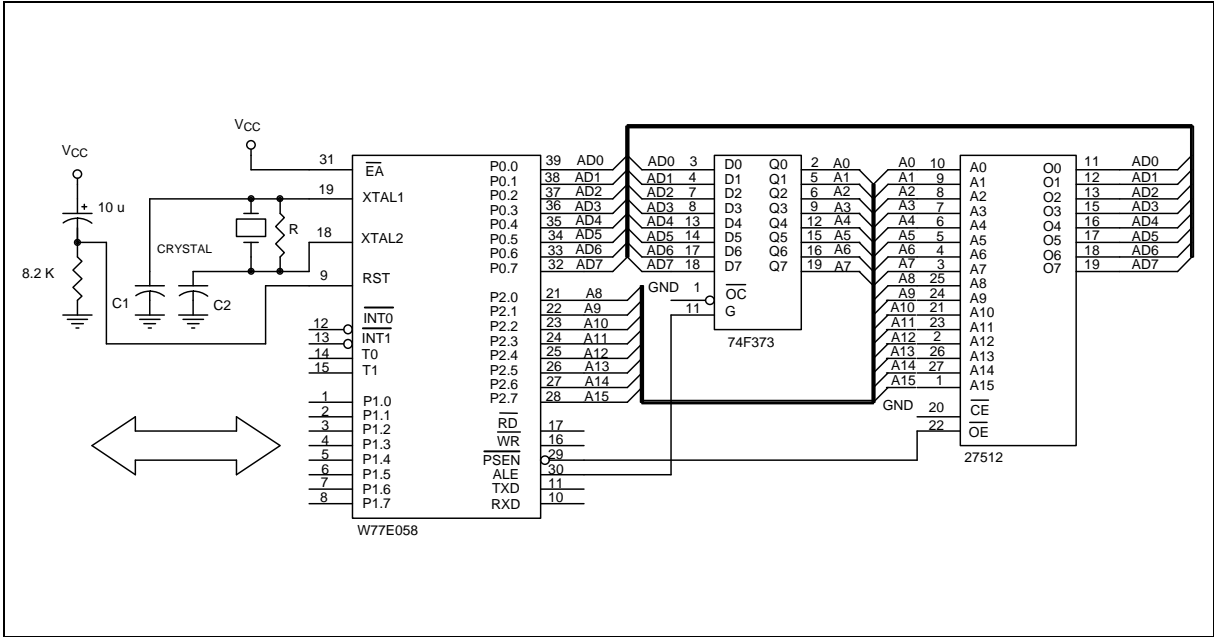 VCC
10 u
8.2 K
VCC
C1
C2
CRYSTAL
R
31 EA
19 XTAL1
18 XTAL2
9 RST
12 INT0
13 INT1
14 T0
15 T1
1 P1.0
2 P1.1
3 P1.2
4 P1.3
5 P1.4
6 P1.5
7 P1.6
8 P1.7
P0.0 39 AD0
P0.1 38 AD1
P0.2 37 AD2
P0.3 36 AD3
P0.4 35 AD4
P0.5 34 AD5
P0.6 33 AD6
P0.7 32 AD7
P2.0 21 A8
P2.1 22 A9
P2.2 23 A10
P2.3 24 A11
P2.4 25 A12
P2.5 26 A13
P2.6 27 A14
P2.7 28 A15
RD 17
WR 16
PSEN 29
ALE 30
TXD 11
RXD 10
W77E058
AD0 3 D0 Q0 2 A0
AD1 4 D1 Q1 5 A1
AD2 7 D2 Q2 6 A2
AD3 8 D3 Q3 9 A3
AD4 13 D4 Q4 12 A4
AD5 14 D5 Q5 15 A5
AD6 17 D6 Q6 16 A6
AD7 18 D7 Q7 19 A7
GND 1 OC
11 G
74F373
A0 10 A0 O0 11 AD0
A1 9 A1 O1 12 AD1
A2 8 A2 O2 13 AD2
A3 7 A3 O3 15 AD3
A4 6 A4 O4 16 AD4
A5 5 A5 O5 17 AD5
A6 4 A6 O6 18 AD6
A7 3 A7 O7 19 AD7
A8 25 A8
A9 24 A9
A10 21 A10
A11 23 A11
A12 2 A12
A13 26 A13
A14 27 A14
A15 1 A15
GND 20 CE
22 OE
27512